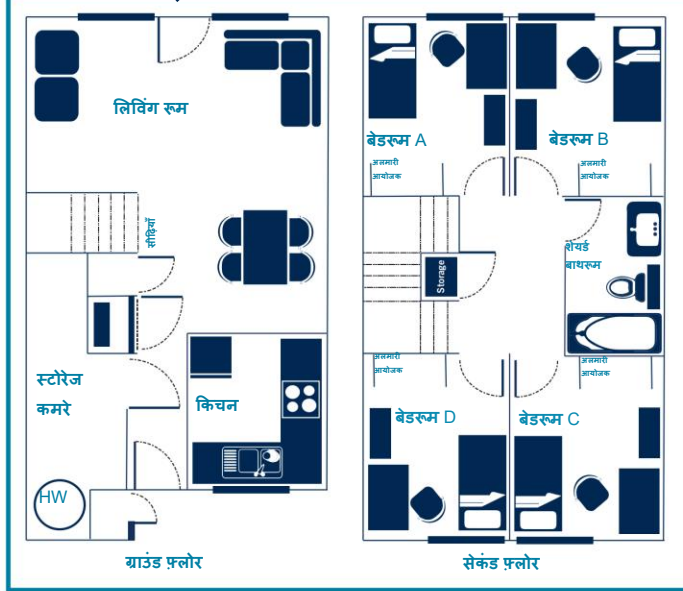 लिविंग रूम
सीढ़ियाँ
स्टोरेज
कमरे
किचन
HW
ग्राउंड फ़्लोर
बेडरूम A
बेडरूम B
अलमारी
आयोजक
अलमारी
आयोजक
Storage
शेयर्ड
बाथरूम
अलमारी
आयोजक
अलमारी
आयोजक
बेडरूम D
बेडरूम C
सेकंड फ़्लोर